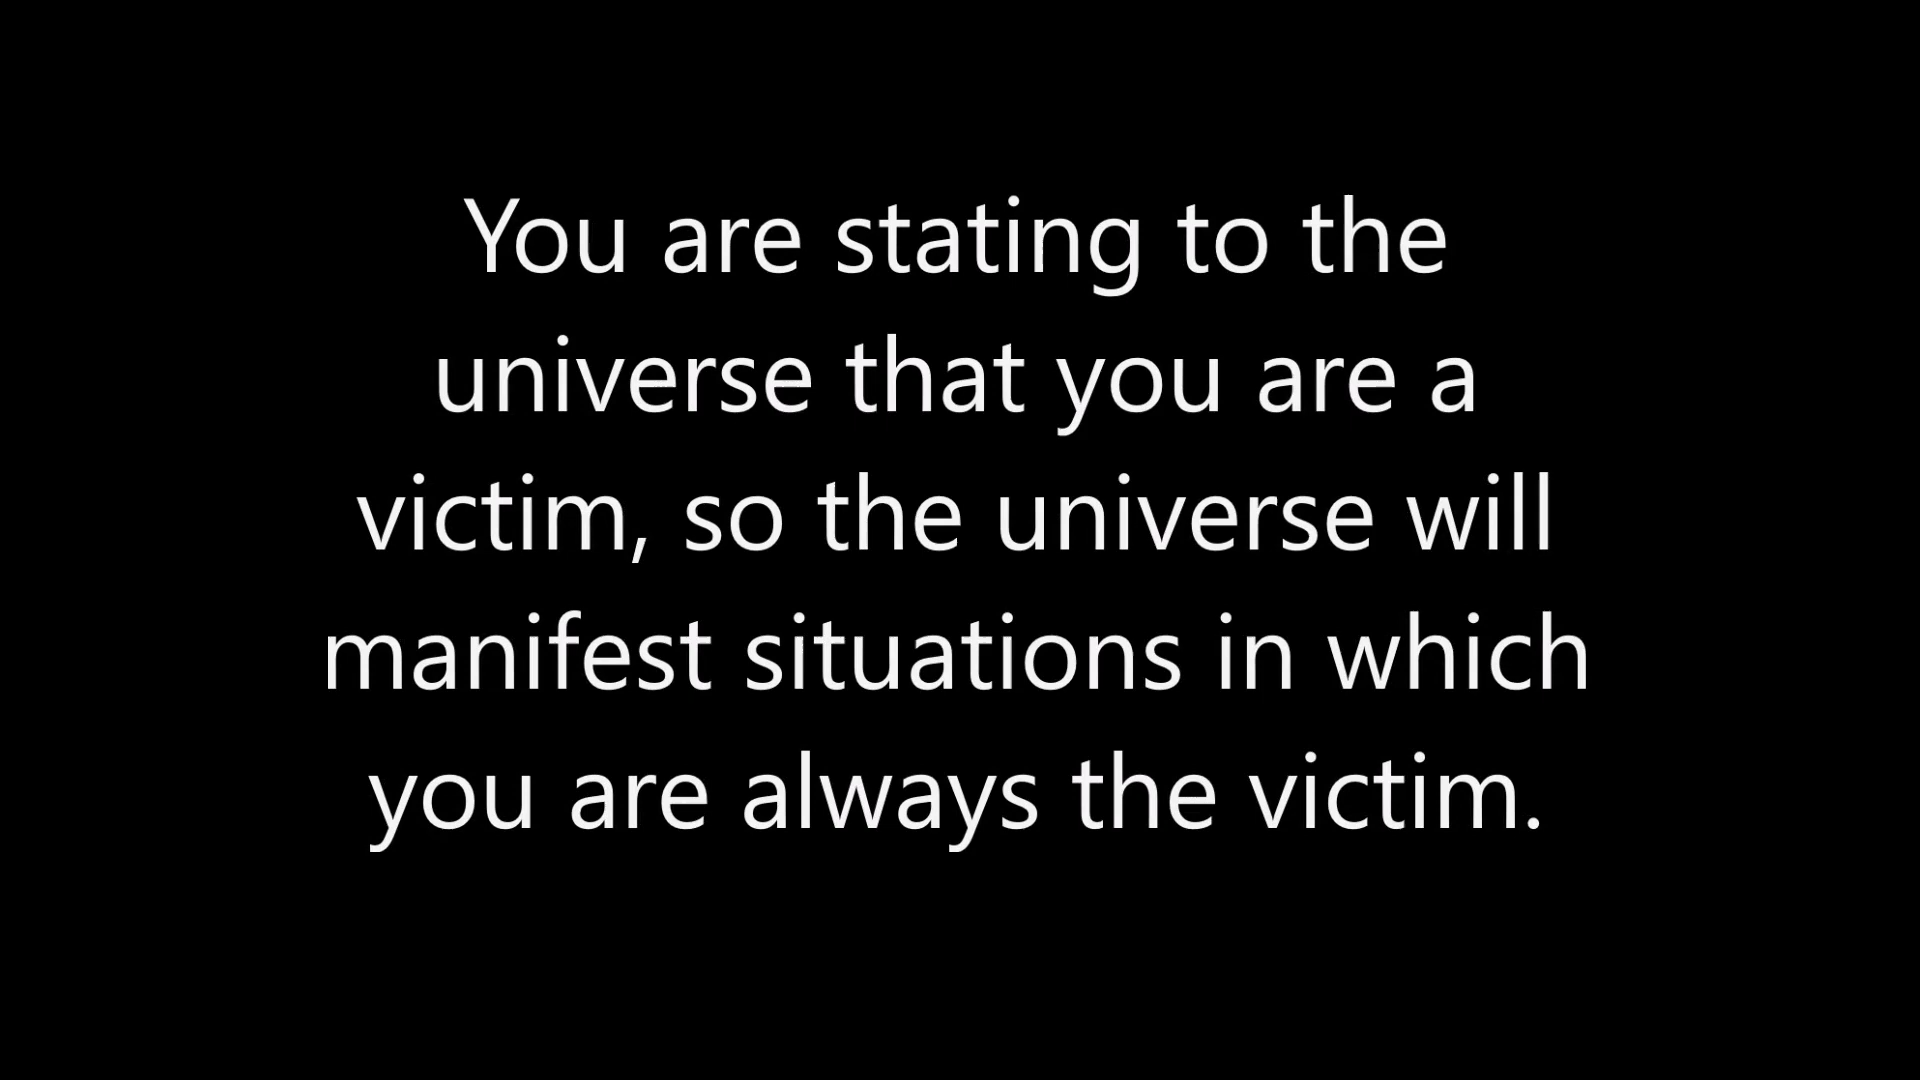 You are stating to the
universe that you are a
victim, so the universe will
manifest situations in which
you are always the victim.